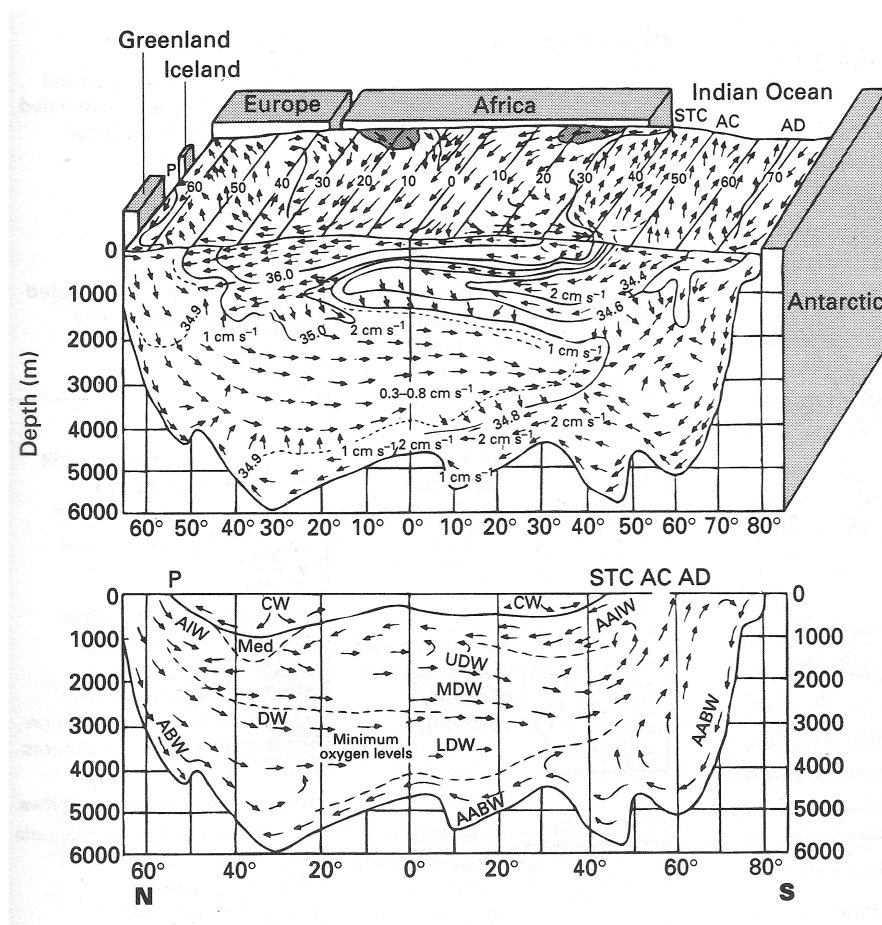 Greenland
Iceland
Europe
Africa
Indian Ocean
STC AC AD
P
60 50 40 30 20 10 0 10 20 30 40 50 60 70
Antarctic
Depth (m)
0
1000
2000
3000
4000
5000
6000
36.0
34.9
35.0
1 cm s⁻¹
2 cm s⁻¹
2 cm s⁻¹
34.4
34.6
1 cm s⁻¹
0.3–0.8 cm s⁻¹
34.8
34.9
1 cm s⁻¹
2 cm s⁻¹
2 cm s⁻¹
2 cm s⁻¹
1 cm s⁻¹
60° 50° 40° 30° 20° 10° 0° 10° 20° 30° 40° 50° 60° 70° 80°
P STC AC AD
0 0
1000 1000
2000 2000
3000 3000
4000 4000
5000 5000
6000 6000
CW CW
AIW Med AAIW
UDW
MDW
DW
ABW AABW
Minimum
oxygen levels
LDW
AABW
60° 40° 20° 0° 20° 40° 60° 80°
N S